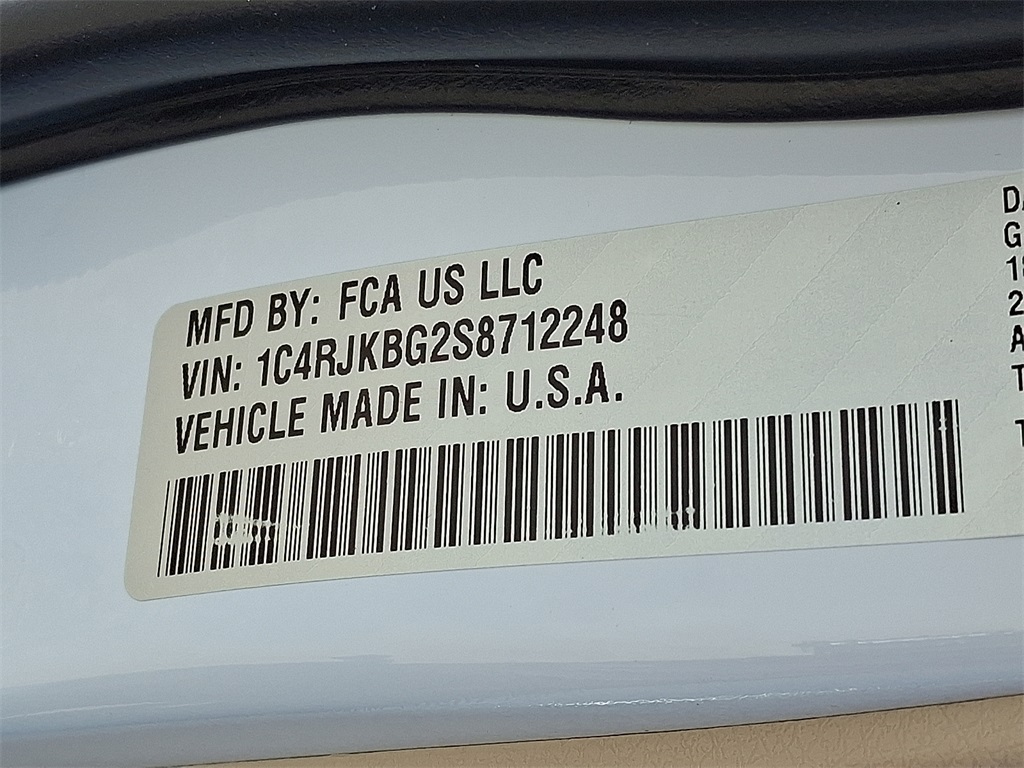 MFD BY: FCA US LLC
VIN: 1C4RJKBG2S8712248
VEHICLE MADE IN: U.S.A.